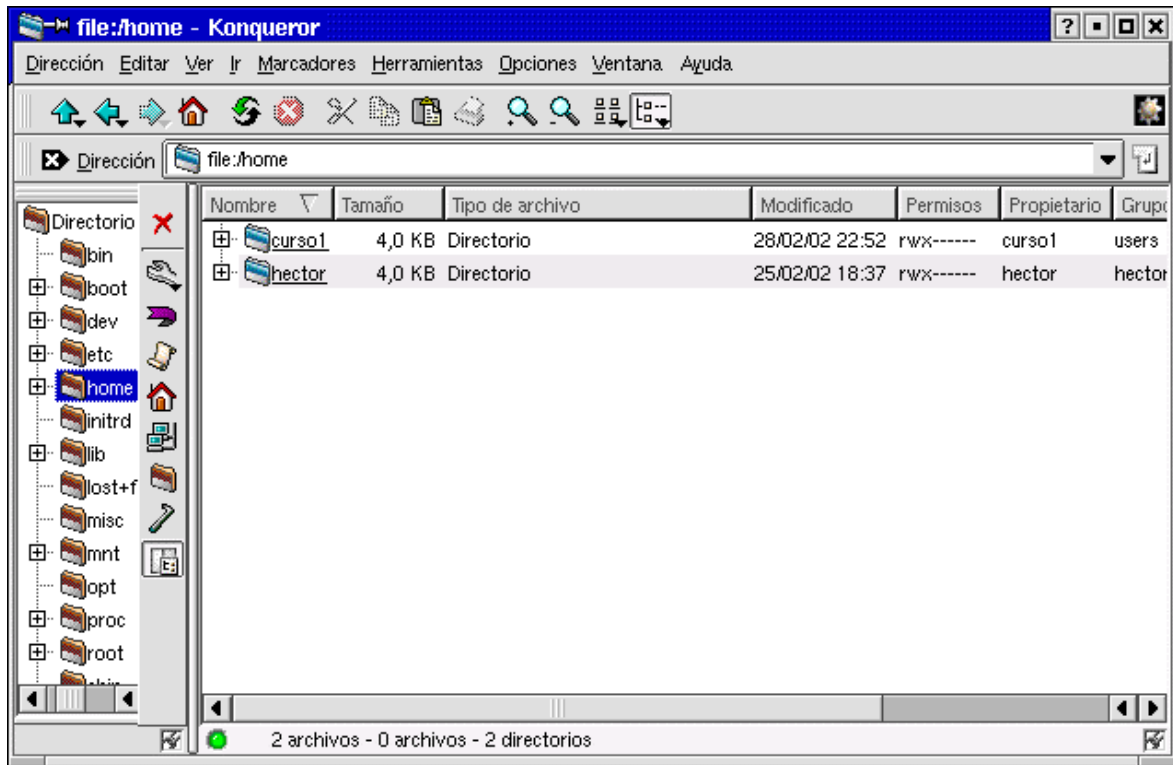 file:/home - Konqueror
Dirección Editar Ver Ir Marcadores Herramientas Opciones Ventana Ayuda
Dirección file:/home
Directorio
bin
boot
dev
etc
home
initrd
lib
lost+f
misc
mnt
opt
proc
root
Nombre Tamaño Tipo de archivo Modificado Permisos Propietario Grupo
curso1 4,0 KB Directorio 28/02/02 22:52 rwx------ curso1 users
hector 4,0 KB Directorio 25/02/02 18:37 rwx------ hector hector
2 archivos - 0 archivos - 2 directorios